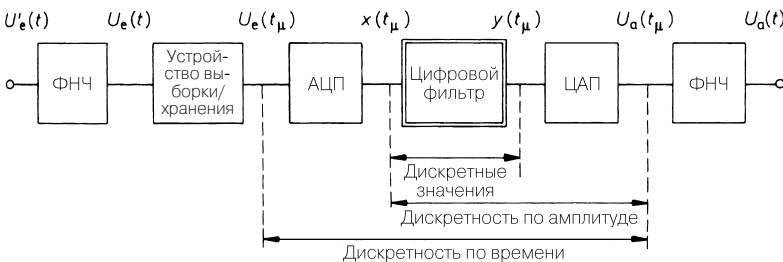 U'e(t) Ue(t) Ue(tμ) x(tμ) y(tμ) Ua(tμ) Ua(t)
ФНЧ
Устрой-
ство вы-
борки/
хранения
АЦП
Цифровой
фильтр
ЦАП
ФНЧ
Дискретные
значения
Дискретность по амплитуде
Дискретность по времени